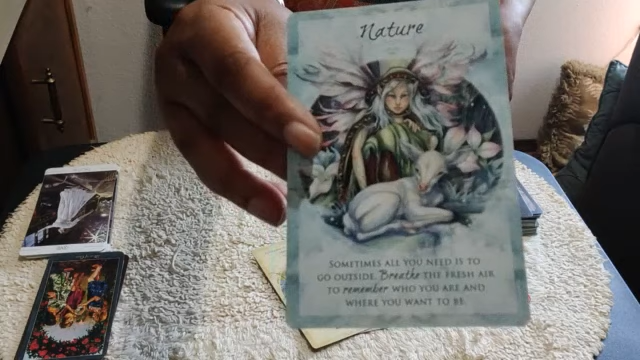 Nature
SOMETIMES ALL YOU NEED IS TO
GO OUTSIDE. Breathe THE FRESH AIR
TO remember WHO YOU ARE AND
WHERE YOU WANT TO BE.